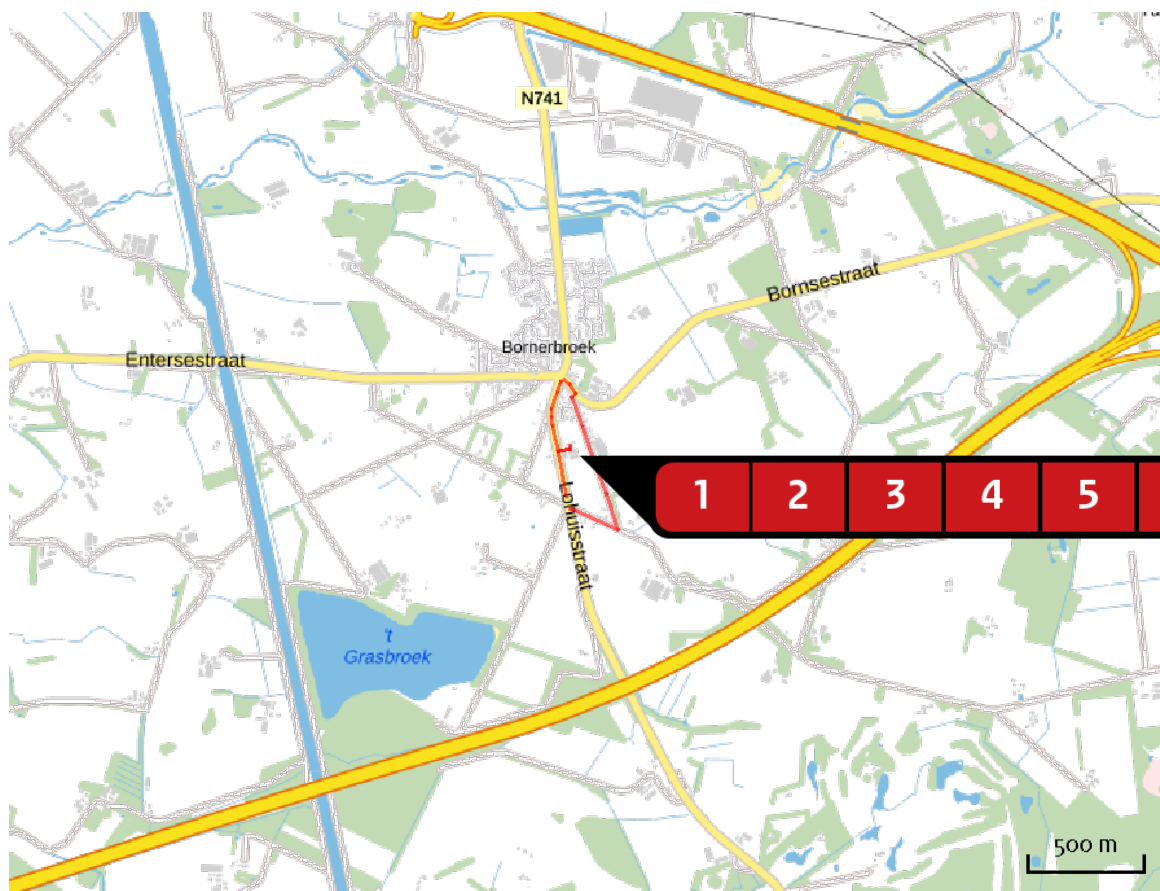 N741
Bornsestraat
Bornerbroek
Entersestraat
1 2 3 4 5
Lohuisstraat
't
Grasbroek
500 m